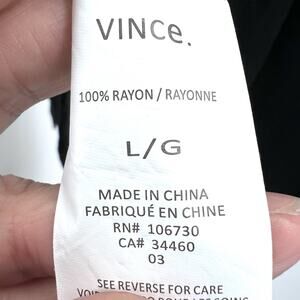 VINCe.
100% RAYON / RAYONNE
L/G
MADE IN CHINA
FABRIQUÉ EN CHINE
RN# 106730
CA# 34460
03
SEE REVERSE FOR CARE